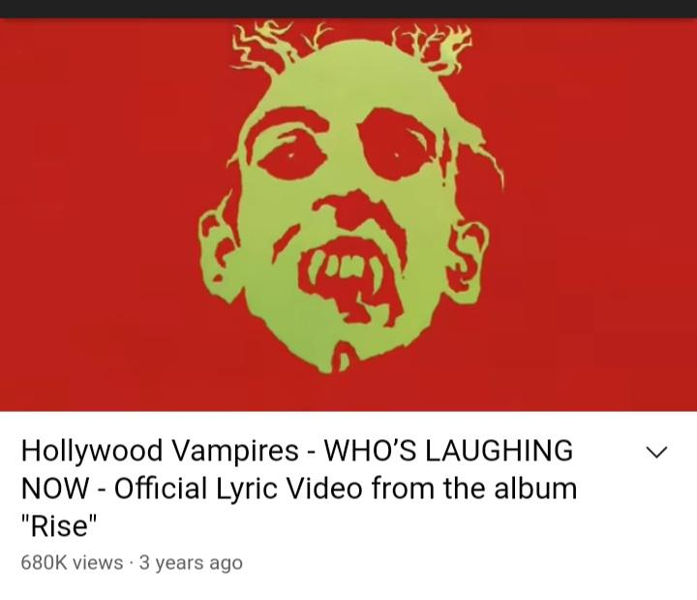 Hollywood Vampires - WHO'S LAUGHING
NOW - Official Lyric Video from the album
"Rise"
680K views · 3 years ago